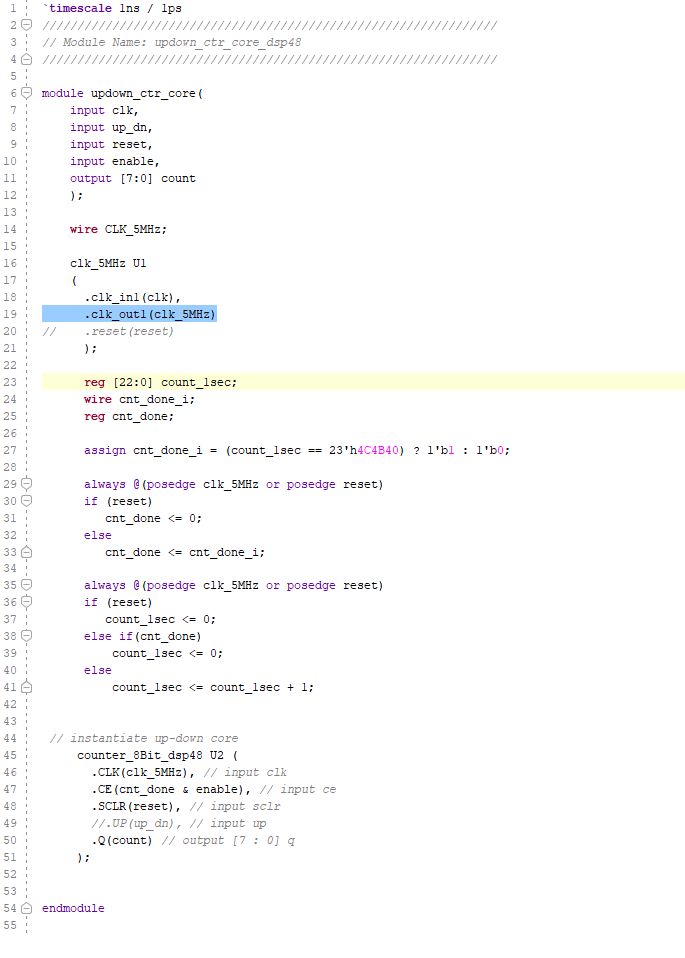 1 `timescale 1ns / 1ps
2 /////////////////////////////////////////////////////////////////
3 // Module Name: updown_ctr_core_dsp48
4 /////////////////////////////////////////////////////////////////
5
6 module updown_ctr_core(
7 input clk,
8 input up_dn,
9 input reset,
10 input enable,
11 output [7:0] count
12 );
13
14 wire CLK_5MHz;
15
16 clk_5MHz U1
17 (
18 .clk_in1(clk),
19 .clk_out1(clk_5MHz)
20 // .reset(reset)
21 );
22
23 reg [22:0] count_1sec;
24 wire cnt_done_i;
25 reg cnt_done;
26
27 assign cnt_done_i = (count_1sec == 23'h4C4B40) ? 1'b1 : 1'b0;
28
29 always @(posedge clk_5MHz or posedge reset)
30 if (reset)
31 cnt_done <= 0;
32 else
33 cnt_done <= cnt_done_i;
34
35 always @(posedge clk_5MHz or posedge reset)
36 if (reset)
37 count_1sec <= 0;
38 else if(cnt_done)
39 count_1sec <= 0;
40 else
41 count_1sec <= count_1sec + 1;
42
43
44 // instantiate up-down core
45 counter_8Bit_dsp48 U2 (
46 .CLK(clk_5MHz), // input clk
47 .CE(cnt_done & enable), // input ce
48 .SCLR(reset), // input sclr
49 //.UP(up_dn), // input up
50 .Q(count) // output [7 : 0] q
51 );
52
53
54 endmodule
55